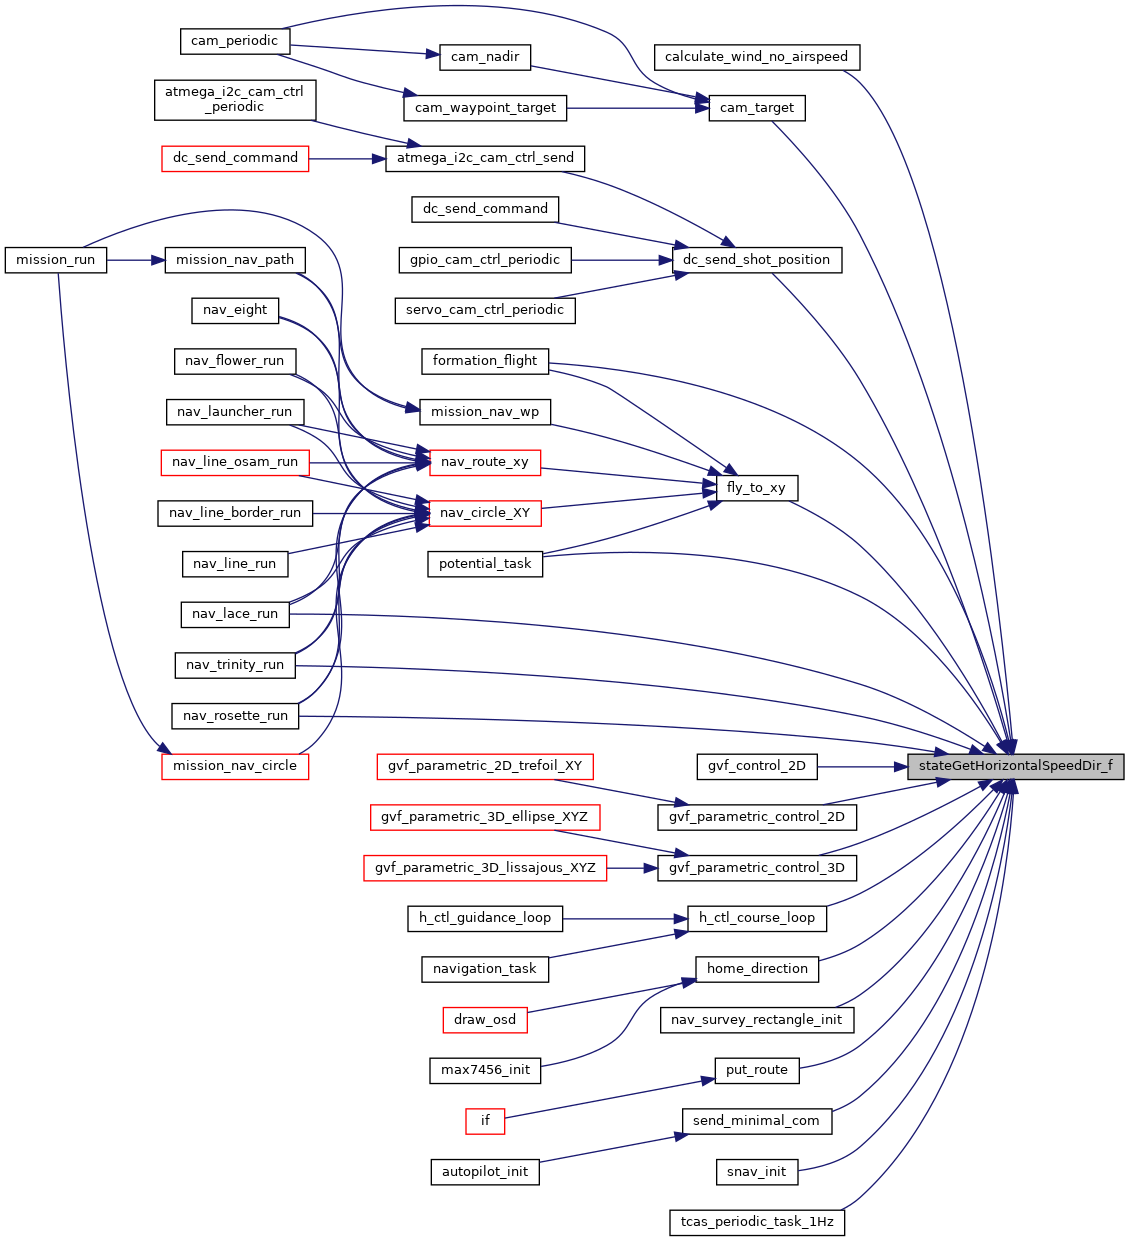 cam_periodic
cam_nadir
calculate_wind_no_airspeed
atmega_i2c_cam_ctrl
_periodic
cam_waypoint_target
cam_target
dc_send_command
atmega_i2c_cam_ctrl_send
dc_send_command
mission_run
mission_nav_path
gpio_cam_ctrl_periodic
dc_send_shot_position
nav_eight
servo_cam_ctrl_periodic
nav_flower_run
formation_flight
nav_launcher_run
mission_nav_wp
nav_line_osam_run
nav_route_xy
fly_to_xy
nav_line_border_run
nav_circle_XY
nav_line_run
potential_task
nav_lace_run
nav_trinity_run
nav_rosette_run
mission_nav_circle
gvf_parametric_2D_trefoil_XY
gvf_control_2D
stateGetHorizontalSpeedDir_f
gvf_parametric_3D_ellipse_XYZ
gvf_parametric_control_2D
gvf_parametric_3D_lissajous_XYZ
gvf_parametric_control_3D
h_ctl_guidance_loop
h_ctl_course_loop
navigation_task
home_direction
draw_osd
nav_survey_rectangle_init
max7456_init
put_route
if
send_minimal_com
autopilot_init
snav_init
tcas_periodic_task_1Hz